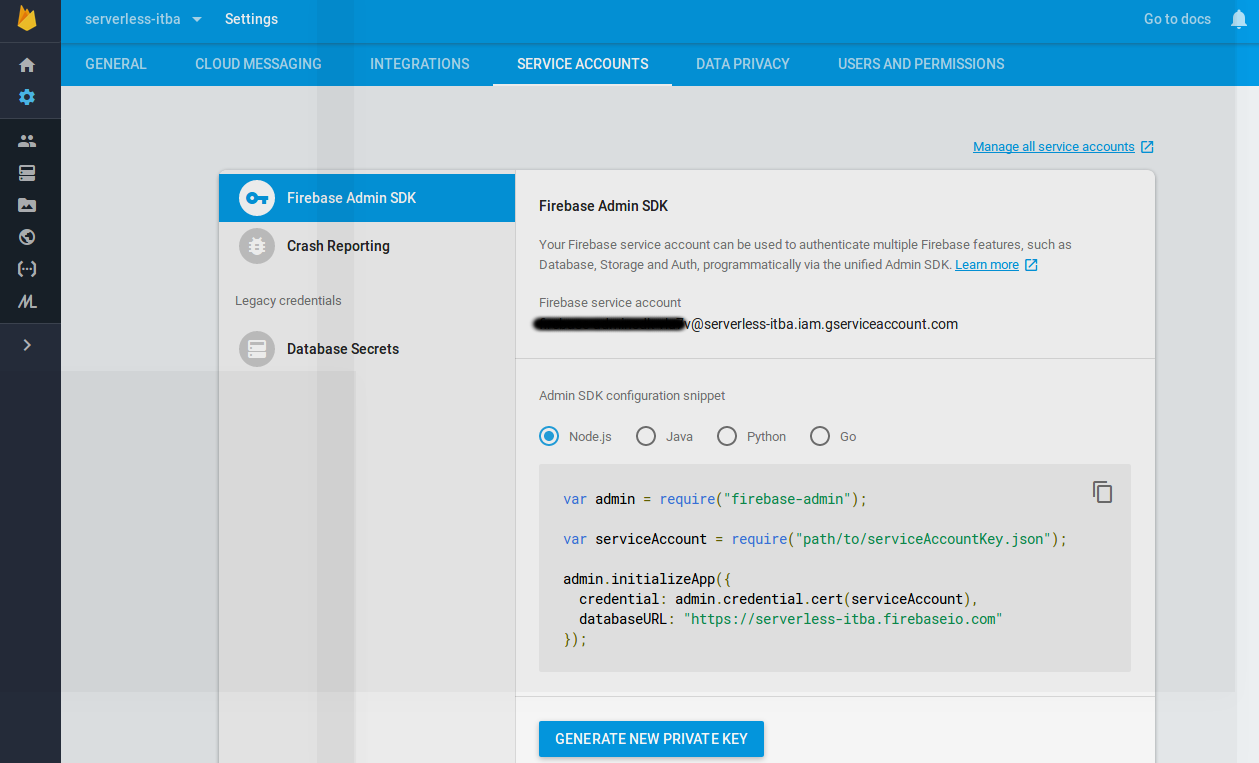 serverless-itba Settings Go to docs
GENERAL CLOUD MESSAGING INTEGRATIONS SERVICE ACCOUNTS DATA PRIVACY USERS AND PERMISSIONS
Manage all service accounts
Firebase Admin SDK
Crash Reporting
Legacy credentials
Database Secrets
Firebase Admin SDK
Your Firebase service account can be used to authenticate multiple Firebase features, such as
Database, Storage and Auth, programmatically via the unified Admin SDK. Learn more
Firebase service account
v@serverless-itba.iam.gserviceaccount.com
Admin SDK configuration snippet
Node.js Java Python Go
var admin = require("firebase-admin");
var serviceAccount = require("path/to/serviceAccountKey.json");
admin.initializeApp({
  credential: admin.credential.cert(serviceAccount),
  databaseURL: "https://serverless-itba.firebaseio.com"
});
GENERATE NEW PRIVATE KEY